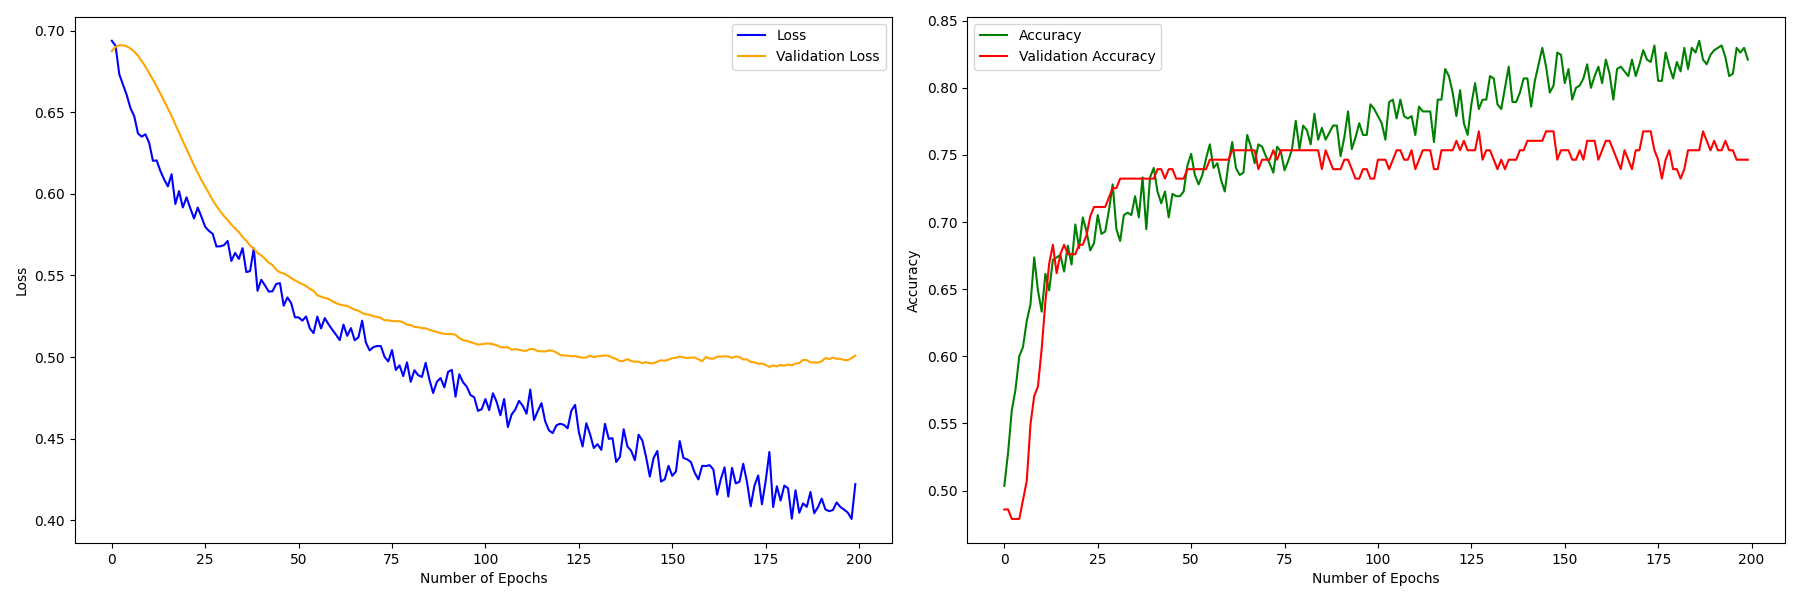 Loss
Validation Loss
0.70
0.65
0.60
0.55
0.50
0.45
0.40
Loss
0 25 50 75 100 125 150 175 200
Number of Epochs
Accuracy
Validation Accuracy
0.85
0.80
0.75
0.70
0.65
0.60
0.55
0.50
Accuracy
0 25 50 75 100 125 150 175 200
Number of Epochs